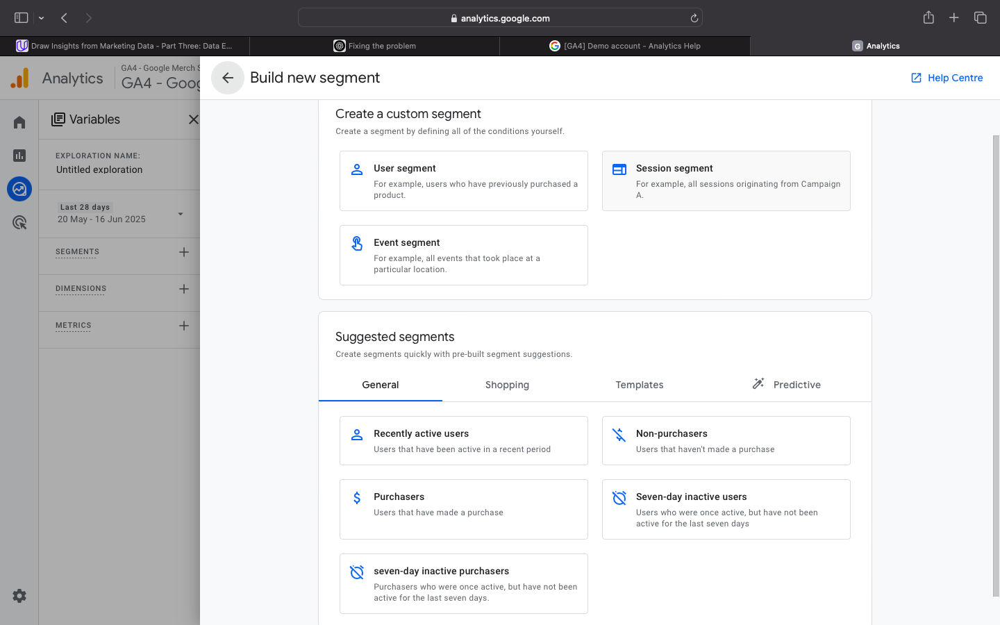 analytics.google.com
Draw Insights from Marketing Data - Part Three: Data E...
Fixing the problem
[GA4] Demo account - Analytics Help
G Analytics
Analytics
GA4 - Google Merch S
GA4 - Goog
Build new segment
Help Centre
Variables
EXPLORATION NAME:
Untitled exploration
Last 28 days
20 May - 16 Jun 2025
SEGMENTS
DIMENSIONS
METRICS
Create a custom segment
Create a segment by defining all of the conditions yourself.
User segment
For example, users who have previously purchased a
product.
Session segment
For example, all sessions originating from Campaign
A.
Event segment
For example, all events that took place at a
particular location.
Suggested segments
Create segments quickly with pre-built segment suggestions.
General
Shopping
Templates
Predictive
Recently active users
Users that have been active in a recent period
Non-purchasers
Users that haven't made a purchase
Purchasers
Users that have made a purchase
Seven-day inactive users
Users who were once active, but have not been
active for the last seven days
seven-day inactive purchasers
Purchasers who were once active, but have not been
active for the last seven days.